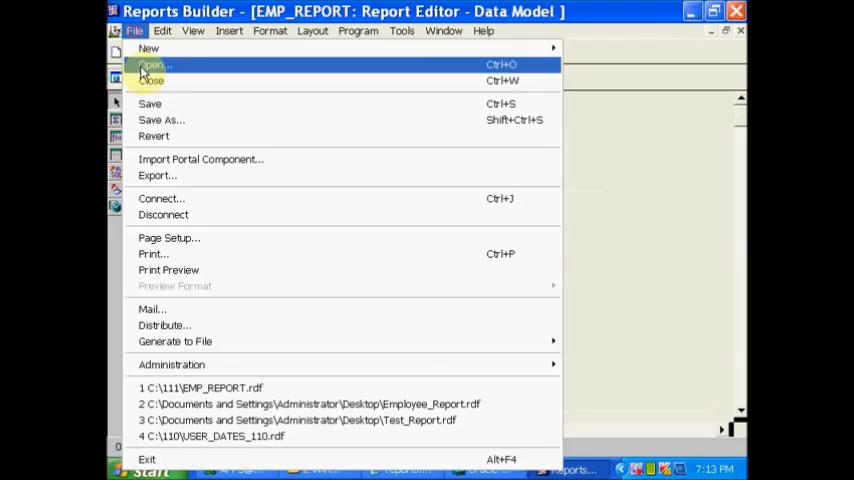 Reports Builder - [EMP_REPORT: Report Editor - Data Model ]
File Edit View Insert Format Layout Program Tools Window Help
New
Open... Ctrl+O
Close Ctrl+W
Save Ctrl+S
Save As... Shift+Ctrl+S
Revert
Import Portal Component...
Export...
Connect... Ctrl+J
Disconnect
Page Setup...
Print... Ctrl+P
Print Preview
Preview Format
Mail...
Distribute...
Generate to File
Administration
1 C:\111\EMP_REPORT.rdf
2 C:\Documents and Settings\Administrator\Desktop\Employee_Report.rdf
3 C:\Documents and Settings\Administrator\Desktop\Test_Report.rdf
4 C:\110\USER_DATES_110.rdf
Exit Alt+F4
start Reports... 7:13 PM